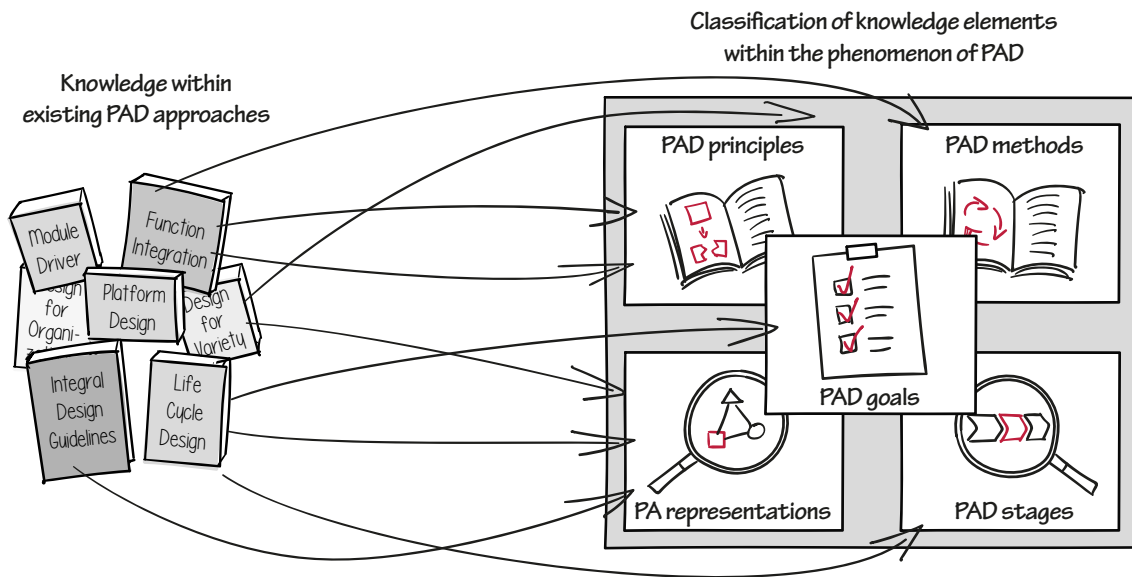 Classification of knowledge elements
within the phenomenon of PAD
Knowledge within
existing PAD approaches
Module
Driver
Function
Integration
for
Organi-
Platform
Design
Design
for
Variety
Integral
Design
Guidelines
Life
Cycle
Design
PAD principles
PAD methods
PAD goals
PA representations
PAD stages